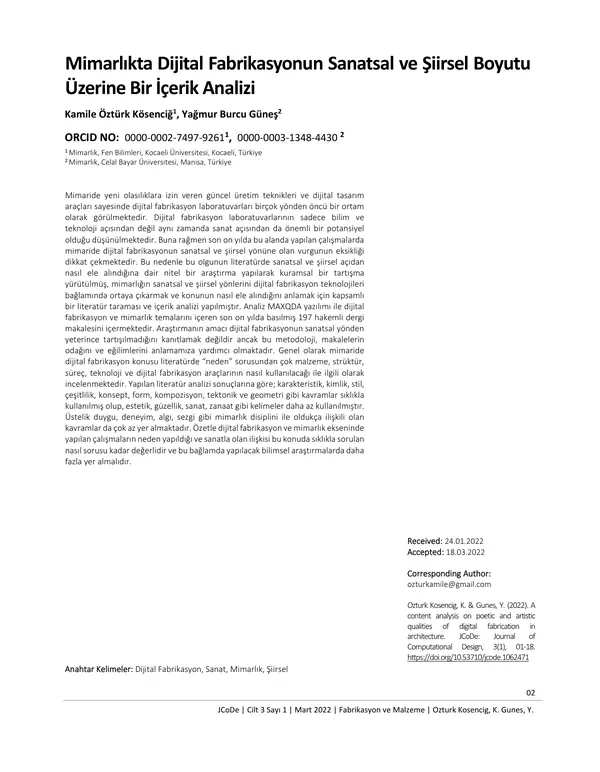 Mimarlıkta Dijital Fabrikasyonun Sanatsal ve Şiirsel Boyutu
Üzerine Bir İçerik Analizi
Kamile Öztürk Kösenciğ¹, Yağmur Burcu Güneş²
ORCID NO: 0000-0002-7497-9261¹, 0000-0003-1348-4430 ²
¹ Mimarlık, Fen Bilimleri, Kocaeli Üniversitesi, Kocaeli, Türkiye
² Mimarlık, Celal Bayar Üniversitesi, Manisa, Türkiye
Mimaride yeni olasılıklara izin veren güncel üretim teknikleri ve dijital tasarım
araçları sayesinde dijital fabrikasyon laboratuvarları birçok yönden öncü bir ortam
olarak görülmektedir. Dijital fabrikasyon laboratuvarlarının sadece bilim ve
teknoloji açısından değil aynı zamanda sanat açısından da önemli bir potansiyel
olduğu düşünülmektedir. Buna rağmen son on yılda bu alanda yapılan çalışmalarda
mimaride dijital fabrikasyonun sanatsal ve şiirsel yönüne olan vurgunun eksikliği
dikkat çekmektedir. Bu nedenle bu olgunun literatürde sanatsal ve şiirsel açıdan
nasıl ele alındığına dair nitel bir araştırma yapılarak kuramsal bir tartışma
yürütülmüş, mimarlığın sanatsal ve şiirsel yönlerini dijital fabrikasyon teknolojileri
bağlamında ortaya çıkarmak ve konunun nasıl ele alındığını anlamak için kapsamlı
bir literatür taraması ve içerik analizi yapılmıştır. Analiz MAXQDA yazılımı ile dijital
fabrikasyon ve mimarlık temalarını içeren son on yılda basılan 197 hakemli dergi
makalesini içermektedir. Araştırmanın amacı dijital fabrikasyonun sanatsal yönden
yeterince tartışılmadığını kanıtlamak değildir ancak bu metodoloji, makalelerin
odağını ve eğilimlerini anlamamıza yardımcı olmaktadır. Genel olarak mimaride
dijital fabrikasyon konusu literatürde "neden" sorusundan çok malzeme, strüktür,
süreç, teknoloji ve dijital fabrikasyon araçlarının nasıl kullanılacağı ile ilgili olarak
incelenmektedir. Yapılan literatür analizi sonuçlarına göre; karakteristik, kimlik, stil,
çeşitlilik, konsept, form, kompozisyon, tektonik ve geometri gibi kavramlar sıklıkla
kullanılmış olup, estetik, güzellik, sanat, zanaat gibi kelimeler daha az kullanılmıştır.
Üstelik duygu, deneyim, algı, sezgi gibi mimarlık disiplini ile oldukça ilişkili olan
kavramlar da çok az yer almaktadır. Özetle dijital fabrikasyon ve mimarlık ekseninde
yapılan çalışmaların neden yapıldığı ve sanatla olan ilişkisi bu konuda sıklıkla sorulan
nasıl sorusu kadar değerlidir ve bu bağlamda yapılacak bilimsel araştırmalarda daha
fazla yer almalıdır.
Received: 24.01.2022
Accepted: 18.03.2022
Corresponding Author:
ozturkamile@gmail.com
Ozturk Kosencig, K. & Gunes, Y. (2022). A
content analysis on poetic and artistic
qualities of digital fabrication in
architecture. JCoDe: Journal of
Computational Design, 3(1), 01-18.
https://doi.org/10.53710/jcode.1062471
Anahtar Kelimeler: Dijital Fabrikasyon, Sanat, Mimarlık, Şiirsel
02
JCoDe | Cilt 3 Sayı 1 | Mart 2022 | Fabrikasyon ve Malzeme | Ozturk Kosencig, K. Gunes, Y.